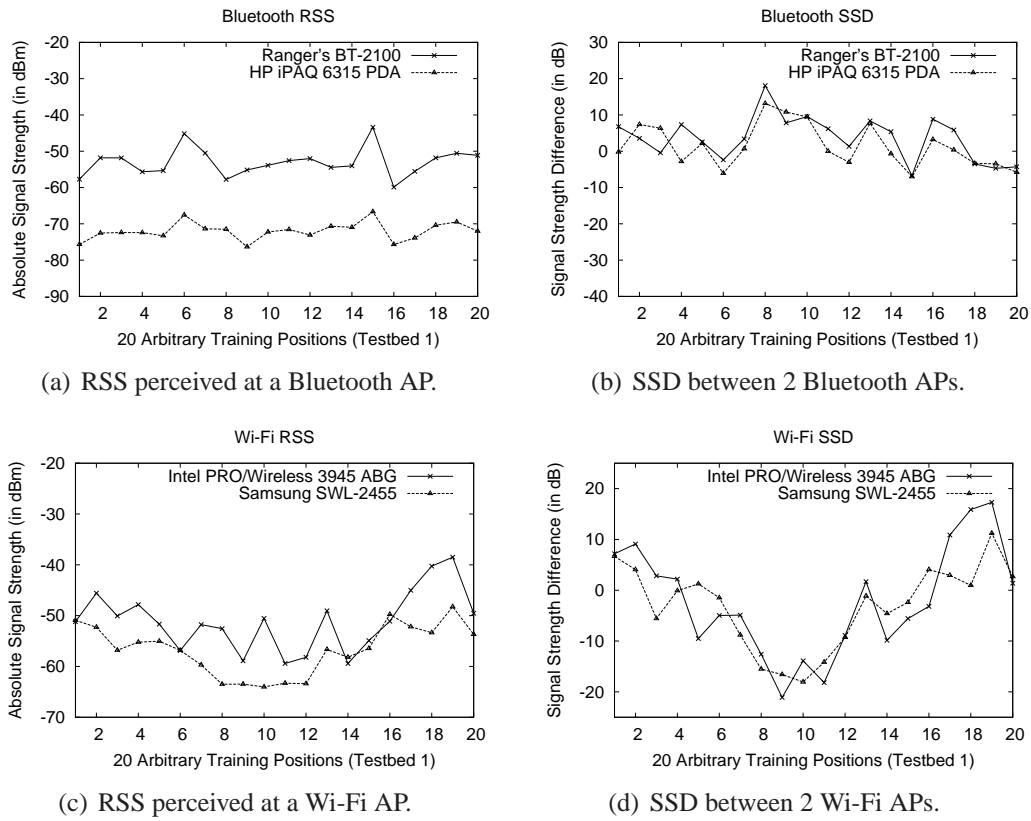 Bluetooth RSS
Absolute Signal Strength (in dBm)
-20
-30
-40
-50
-60
-70
-80
-90
Ranger's BT-2100
HP iPAQ 6315 PDA
2 4 6 8 10 12 14 16 18 20
20 Arbitrary Training Positions (Testbed 1)
(a) RSS perceived at a Bluetooth AP.
Bluetooth SSD
Signal Strength Difference (in dB)
30
20
10
0
-10
-20
-30
-40
Ranger's BT-2100
HP iPAQ 6315 PDA
2 4 6 8 10 12 14 16 18 20
20 Arbitrary Training Positions (Testbed 1)
(b) SSD between 2 Bluetooth APs.
Wi-Fi RSS
Absolute Signal Strength (in dBm)
-20
-30
-40
-50
-60
-70
Intel PRO/Wireless 3945 ABG
Samsung SWL-2455
2 4 6 8 10 12 14 16 18 20
20 Arbitrary Training Positions (Testbed 1)
(c) RSS perceived at a Wi-Fi AP.
Wi-Fi SSD
Signal Strength Difference (in dB)
20
10
0
-10
-20
Intel PRO/Wireless 3945 ABG
Samsung SWL-2455
2 4 6 8 10 12 14 16 18 20
20 Arbitrary Training Positions (Testbed 1)
(d) SSD between 2 Wi-Fi APs.